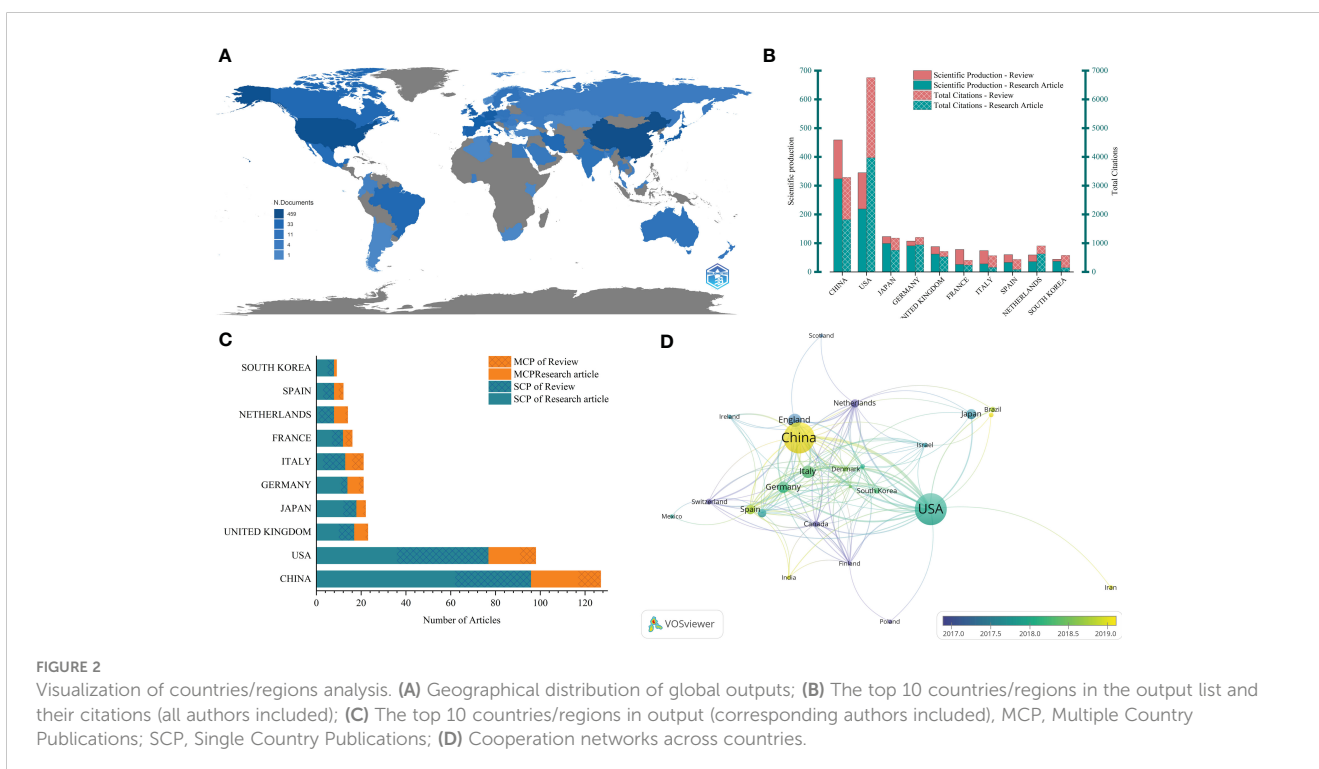 A
N.Documents
459
33
11
4
1
B
700
600
500
400
300
200
100
0
Scientific production
Scientific Production - Review
Scientific Production - Research Article
Total Citations - Review
Total Citations - Research Article
7000
6000
5000
4000
3000
2000
1000
0
Total Citations
CHINA
USA
JAPAN
GERMANY
UNITED KINGDOM
FRANCE
ITALY
SPAIN
NETHERLANDS
SOUTH KOREA
C
SOUTH KOREA
SPAIN
NETHERLANDS
FRANCE
ITALY
GERMANY
JAPAN
UNITED KINGDOM
USA
CHINA
MCP of Review
MCPResearch article
SCP of Review
SCP of Research article
0 20 40 60 80 100 120
Number of Articles
D
Scotland
Netherlands
Ireland
England
Japan
Brazil
China
Israel
Italy
Denmark
Germany
South Korea
Switzerland
Spain
USA
Mexico
Canada
Finland
India
Iran
Poland
VOSviewer
2017.0 2017.5 2018.0 2018.5 2019.0
FIGURE 2
Visualization of countries/regions analysis. (A) Geographical distribution of global outputs; (B) The top 10 countries/regions in the output list and
their citations (all authors included); (C) The top 10 countries/regions in output (corresponding authors included), MCP, Multiple Country
Publications; SCP, Single Country Publications; (D) Cooperation networks across countries.